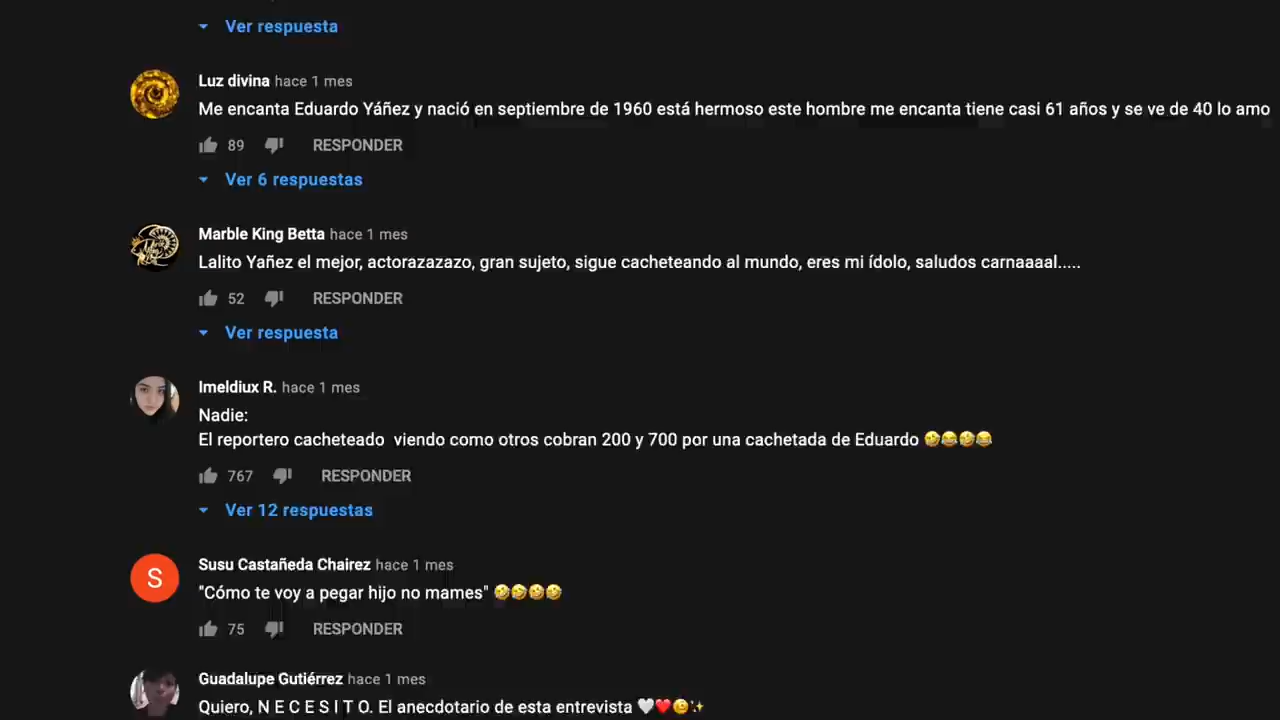 Ver respuesta
Luz divina hace 1 mes
Me encanta Eduardo Yáñez y nació en septiembre de 1960 está hermoso este hombre me encanta tiene casi 61 años y se ve de 40 lo amo
89 RESPONDER
Ver 6 respuestas
Marble King Betta hace 1 mes
Lalito Yañez el mejor, actorazazazo, gran sujeto, sigue cacheteando al mundo, eres mi ídolo, saludos carnaaaal.....
52 RESPONDER
Ver respuesta
Imeldiux R. hace 1 mes
Nadie:
El reportero cacheteado viendo como otros cobran 200 y 700 por una cachetada de Eduardo 🤣😂🤣😂
767 RESPONDER
Ver 12 respuestas
S
Susu Castañeda Chairez hace 1 mes
"Cómo te voy a pegar hijo no mames" 🤣🤣🤣🤣
75 RESPONDER
Guadalupe Gutiérrez hace 1 mes
Quiero, N E C E S I T O. El anecdotario de esta entrevista 🤍❤️🙂✨